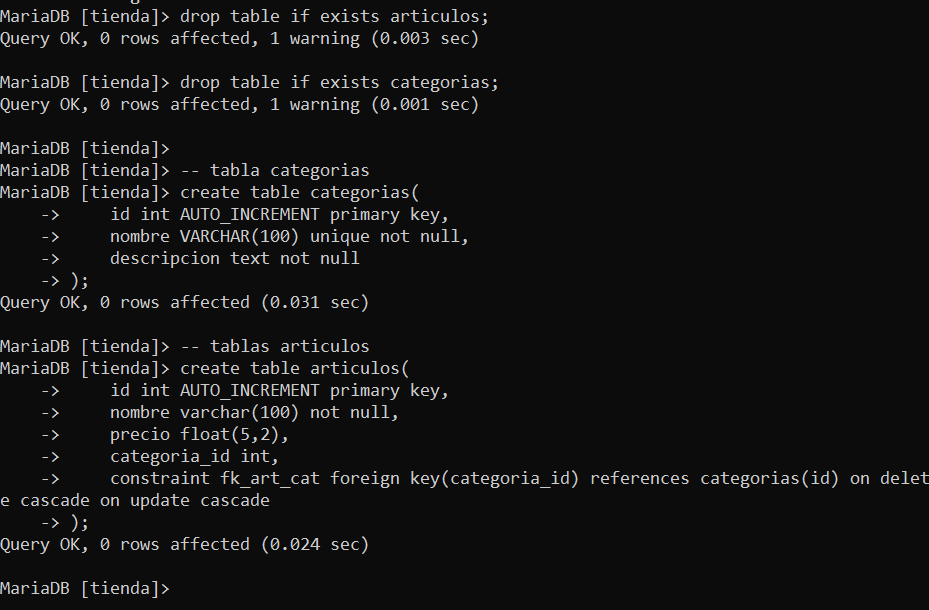 MariaDB [tienda]> drop table if exists articulos;
Query OK, 0 rows affected, 1 warning (0.003 sec)

MariaDB [tienda]> drop table if exists categorias;
Query OK, 0 rows affected, 1 warning (0.001 sec)

MariaDB [tienda]>
MariaDB [tienda]> -- tabla categorias
MariaDB [tienda]> create table categorias(
    ->     id int AUTO_INCREMENT primary key,
    ->     nombre VARCHAR(100) unique not null,
    ->     descripcion text not null
    -> );
Query OK, 0 rows affected (0.031 sec)

MariaDB [tienda]> -- tablas articulos
MariaDB [tienda]> create table articulos(
    ->     id int AUTO_INCREMENT primary key,
    ->     nombre varchar(100) not null,
    ->     precio float(5,2),
    ->     categoria_id int,
    ->     constraint fk_art_cat foreign key(categoria_id) references categorias(id) on delet
e cascade on update cascade
    -> );
Query OK, 0 rows affected (0.024 sec)

MariaDB [tienda]>